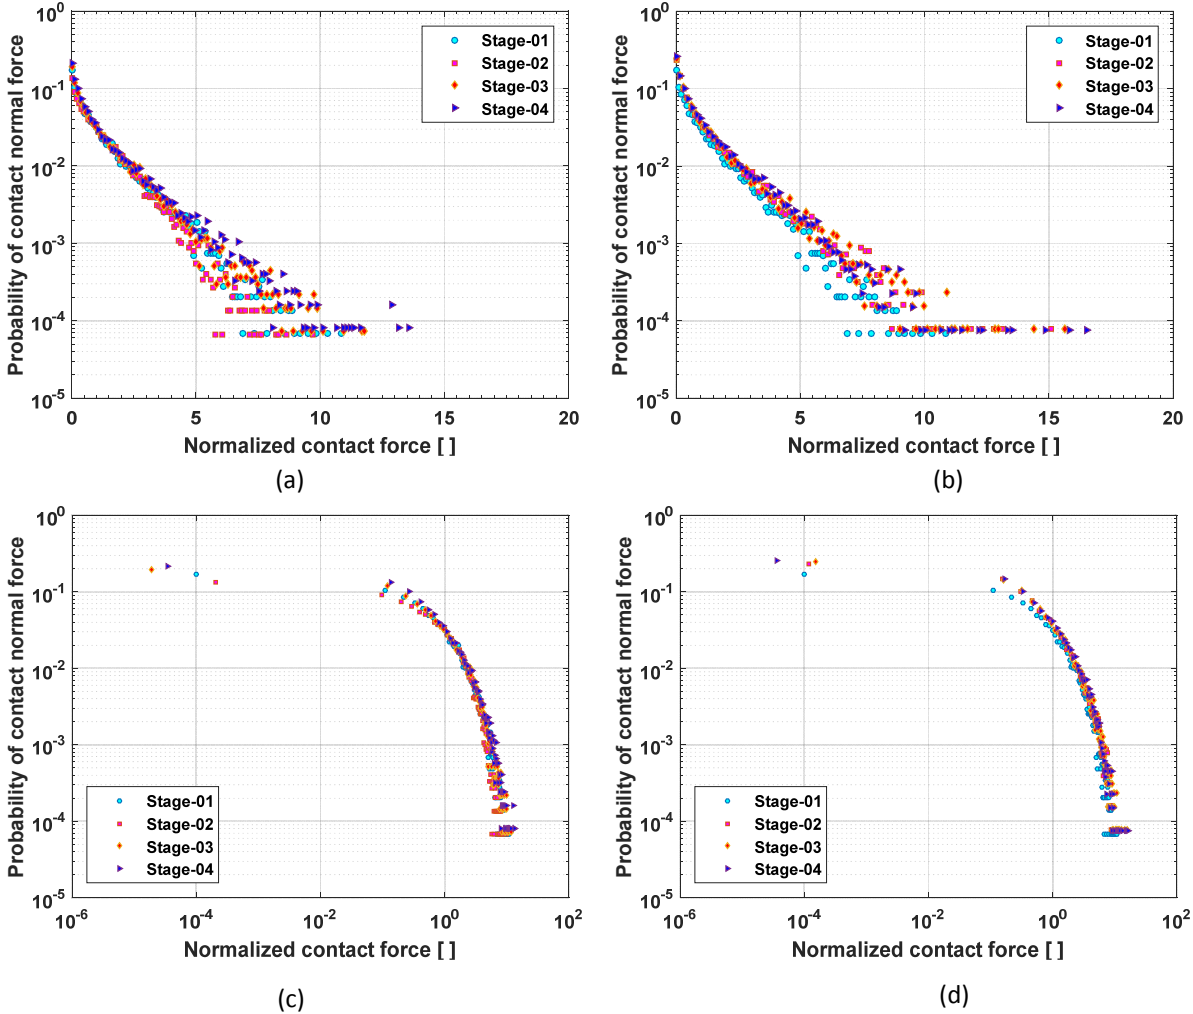 10^0
10^-1
10^-2
10^-3
10^-4
10^-5
0 5 10 15 20
Probability of contact normal force
Normalized contact force [ ]
Stage-01
Stage-02
Stage-03
Stage-04
(a)
10^0
10^-1
10^-2
10^-3
10^-4
10^-5
0 5 10 15 20
Probability of contact normal force
Normalized contact force [ ]
Stage-01
Stage-02
Stage-03
Stage-04
(b)
10^0
10^-1
10^-2
10^-3
10^-4
10^-5
10^-6 10^-4 10^-2 10^0 10^2
Probability of contact normal force
Normalized contact force [ ]
Stage-01
Stage-02
Stage-03
Stage-04
(c)
10^0
10^-1
10^-2
10^-3
10^-4
10^-5
10^-6 10^-4 10^-2 10^0 10^2
Probability of contact normal force
Normalized contact force [ ]
Stage-01
Stage-02
Stage-03
Stage-04
(d)